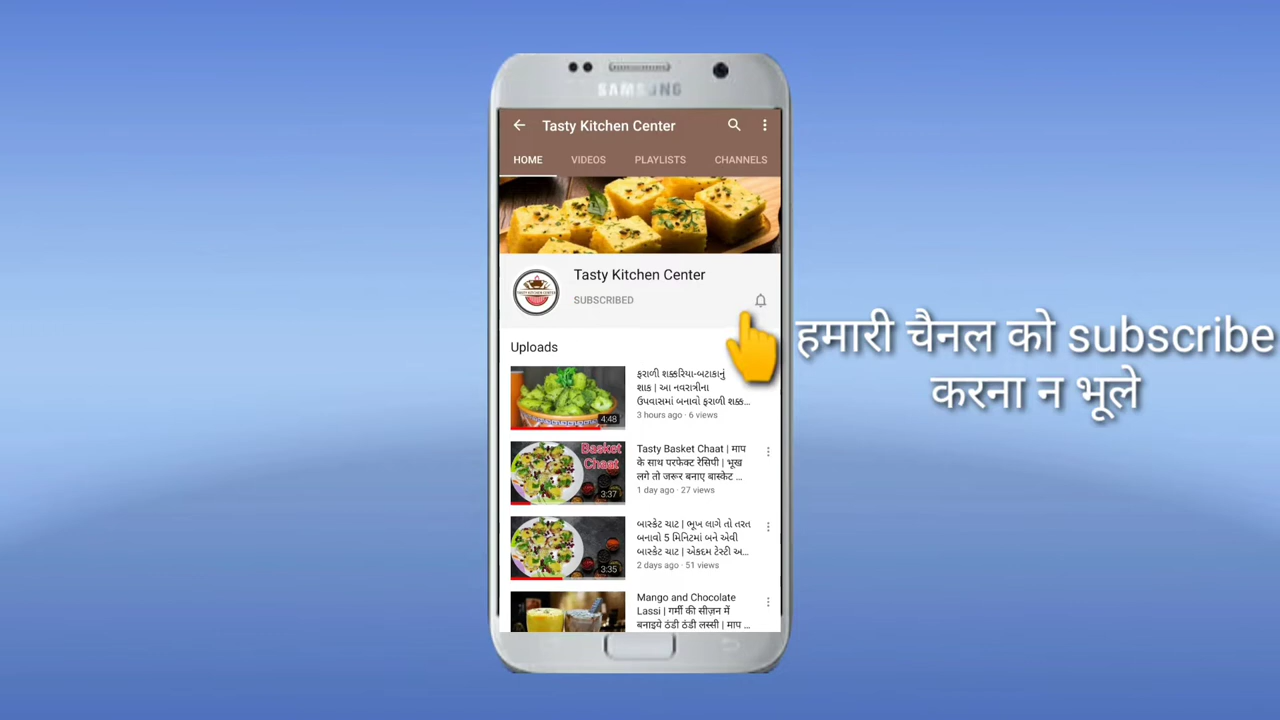 SAMSUNG
Tasty Kitchen Center
HOME VIDEOS PLAYLISTS CHANNELS
TASTY KITCHEN CENTER
Tasty Kitchen Center
SUBSCRIBED
Uploads
ફરાળી શક્કરિયા-બટાકાનું
શાક | આ નવરાત્રીના
ઉપવાસમાં બનાવો ફરાળી શક્ક...
3 hours ago · 6 views
4:48
Basket
Chaat
3:37
Tasty Basket Chaat | माप
के साथ परफेक्ट रेसिपी | भूख
लगे तो जरूर बनाए बास्केट ...
1 day ago · 27 views
3:35
બાસ્કેટ ચાટ | ભૂખ લાગે તો તરત
બનાવો 5 મિનિટમાં બને એવી
બાસ્કેટ ચાટ | એકદમ ટેસ્ટી અ...
2 days ago · 51 views
Mango and Chocolate
Lassi | गर्मी की सीज़न में
बनाइये ठंडी ठंडी लस्सी | माप ...
हमारी चैनल को subscribe
करना न भूले